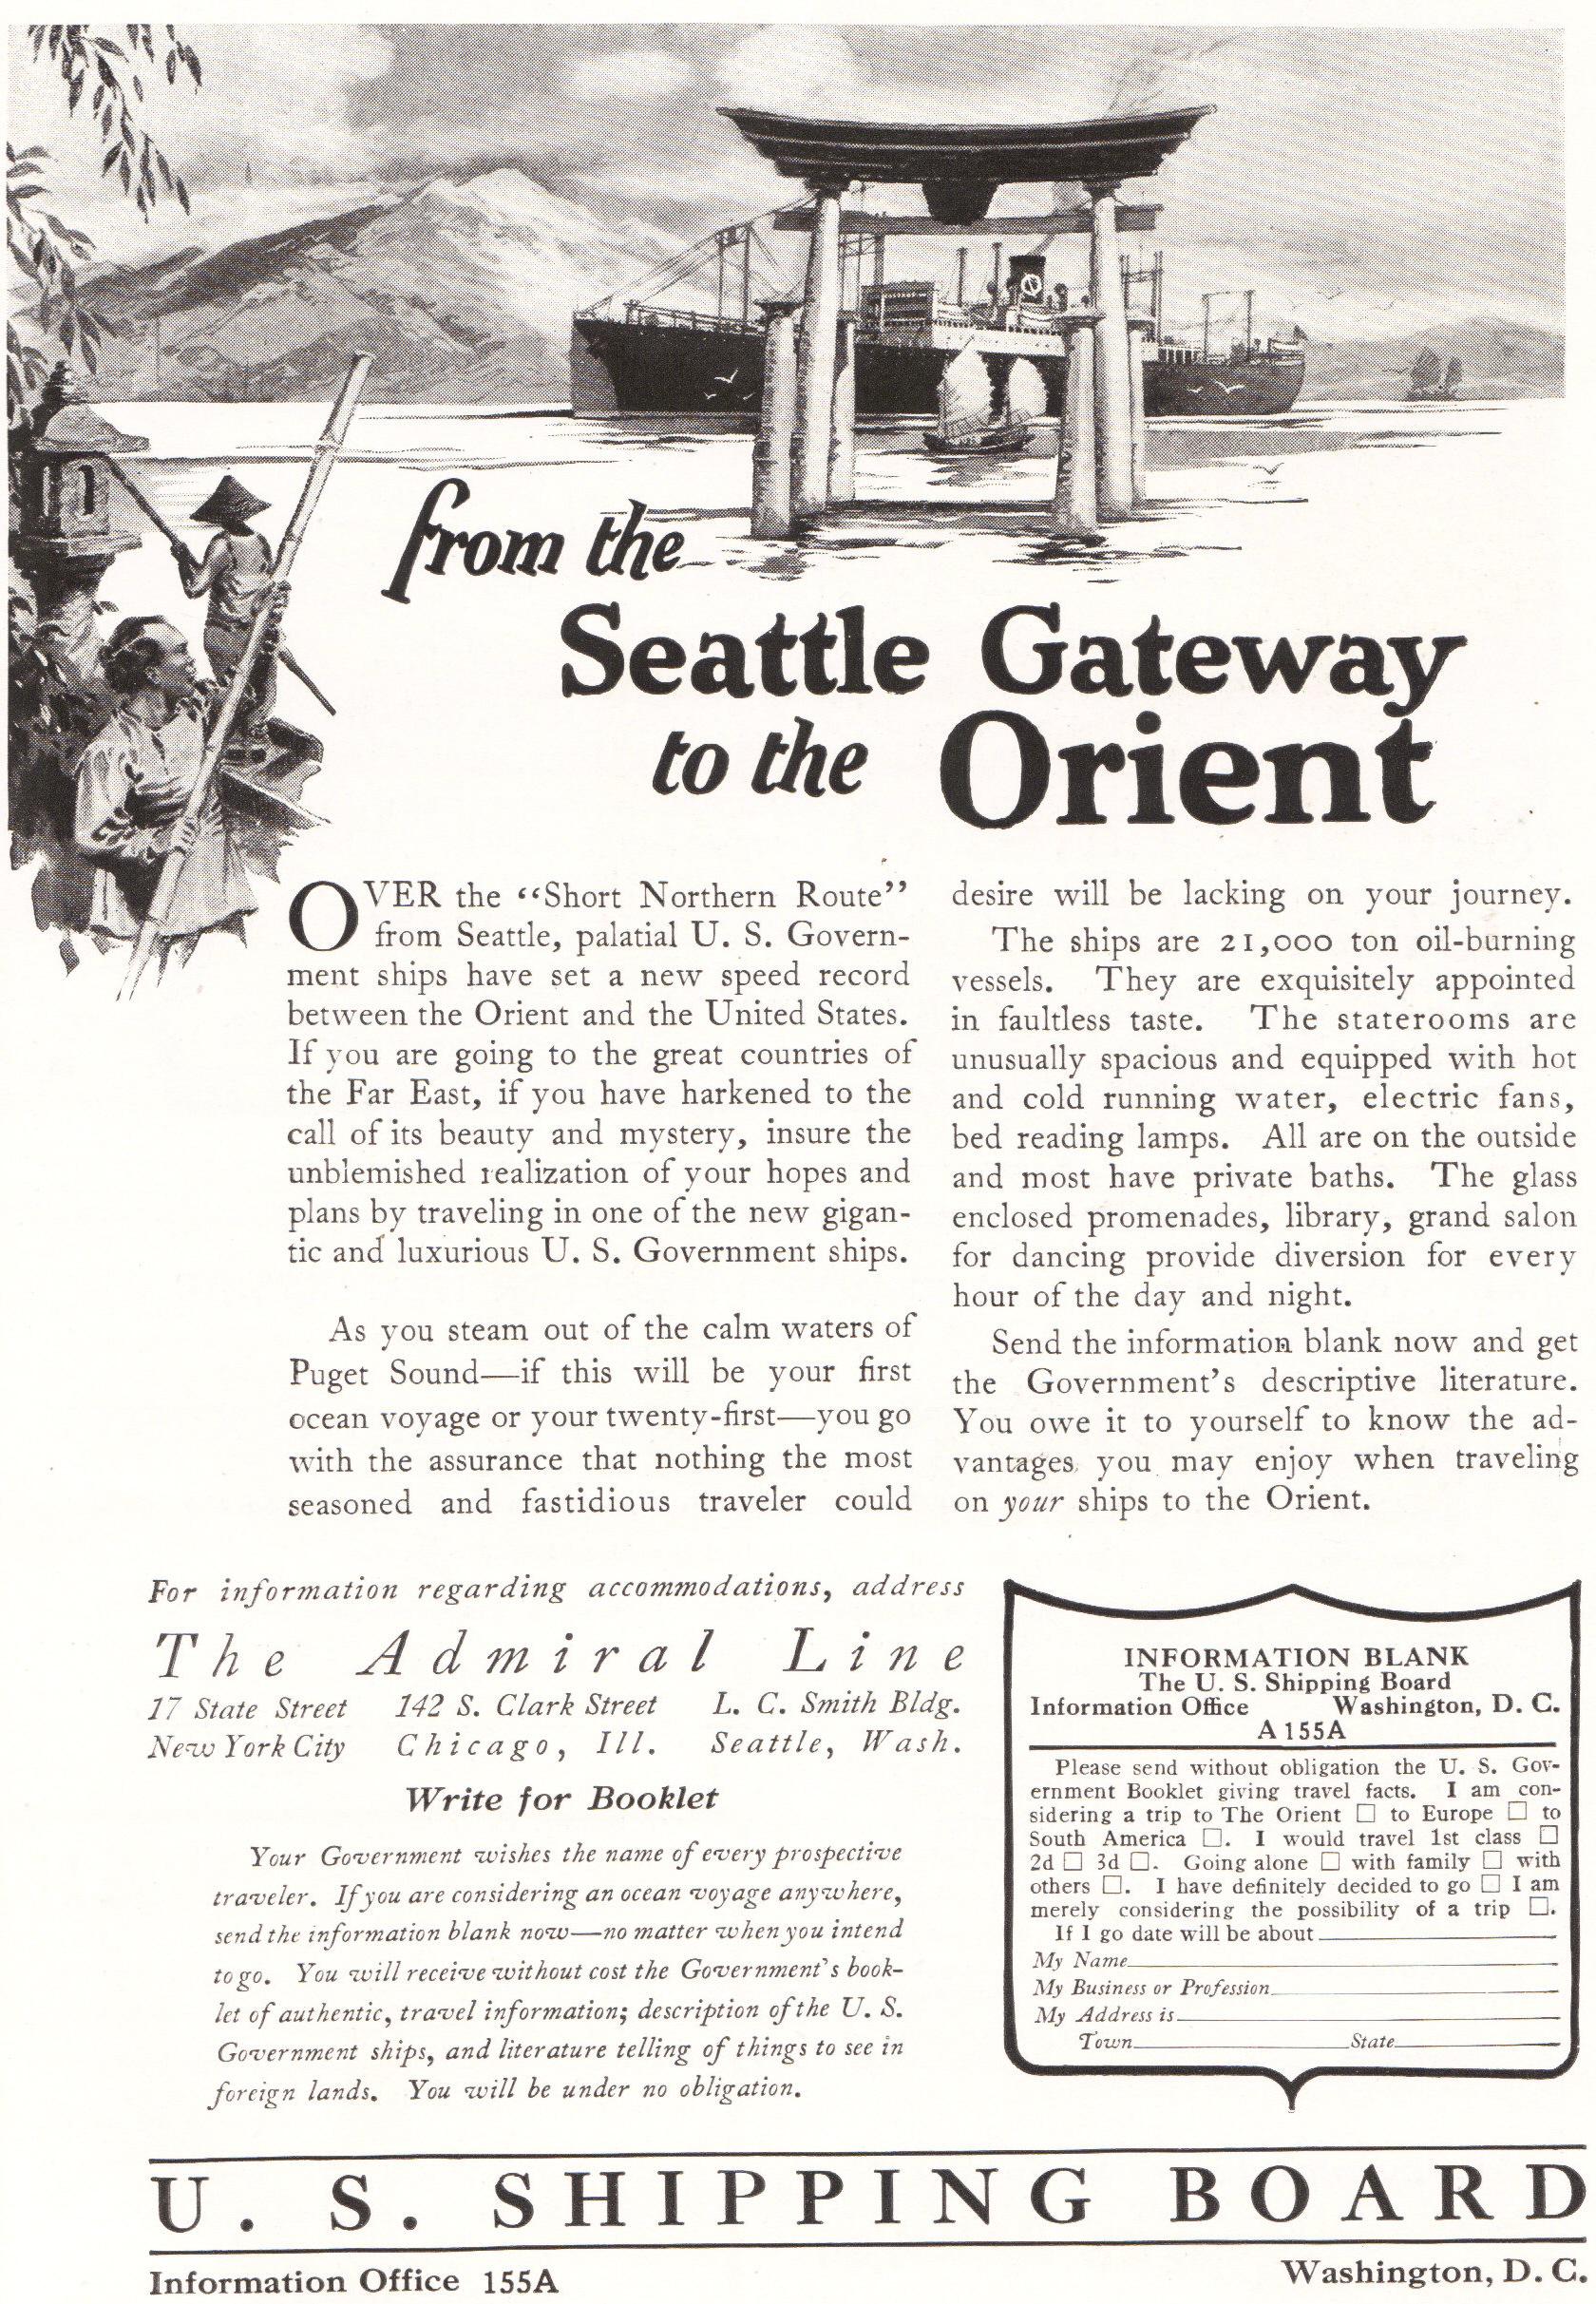 from the
Seattle Gateway
to the Orient
OVER the “Short Northern Route”
from Seattle, palatial U. S. Govern-
ment ships have set a new speed record
between the Orient and the United States.
If you are going to the great countries of
the Far East, if you have harkened to the
call of its beauty and mystery, insure the
unblemished realization of your hopes and
plans by traveling in one of the new gigan-
tic and luxurious U. S. Government ships.
As you steam out of the calm waters of
Puget Sound—if this will be your first
ocean voyage or your twenty-first—you go
with the assurance that nothing the most
seasoned and fastidious traveler could
desire will be lacking on your journey.
The ships are 21,000 ton oil-burning
vessels. They are exquisitely appointed
in faultless taste. The staterooms are
unusually spacious and equipped with hot
and cold running water, electric fans,
bed reading lamps. All are on the outside
and most have private baths. The glass
enclosed promenades, library, grand salon
for dancing provide diversion for every
hour of the day and night.
Send the information blank now and get
the Government's descriptive literature.
You owe it to yourself to know the ad-
vantages you may enjoy when traveling
on your ships to the Orient.
For information regarding accommodations, address
The Admiral Line
17 State Street 142 S. Clark Street L. C. Smith Bldg.
New York City Chicago, Ill. Seattle, Wash.
Write for Booklet
Your Government wishes the name of every prospective
traveler. If you are considering an ocean voyage anywhere,
send the information blank now—no matter when you intend
to go. You will receive without cost the Government's book-
let of authentic, travel information; description of the U. S.
Government ships, and literature telling of things to see in
foreign lands. You will be under no obligation.
INFORMATION BLANK
The U. S. Shipping Board
Information Office Washington, D. C.
A 155A
Please send without obligation the U. S. Gov-
ernment Booklet giving travel facts. I am con-
sidering a trip to The Orient □ to Europe □ to
South America □. I would travel 1st class □
2d □ 3d □. Going alone □ with family □ with
others □. I have definitely decided to go □ I am
merely considering the possibility of a trip □.
If I go date will be about
My Name
My Business or Profession
My Address is
Town State
U. S. SHIPPING BOARD
Information Office 155A Washington, D. C.